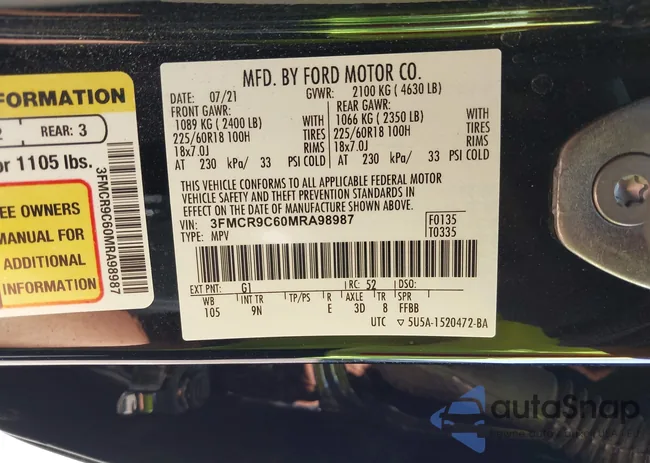 FORMATION
2 REAR: 3
or 1105 lbs.
EE OWNERS
MANUAL FOR
ADDITIONAL
INFORMATION
3FMCR9C60MRA98987
MFD. BY FORD MOTOR CO.
DATE: 07/21 GVWR: 2100 KG ( 4630 LB)
FRONT GAWR: REAR GAWR:
1089 KG ( 2400 LB) WITH 1066 KG ( 2350 LB) WITH
225/60R18 100H TIRES 225/60R18 100H TIRES
18x7.0J RIMS 18x7.0J RIMS
AT 230 kPa/ 33 PSI COLD AT 230 kPa/ 33 PSI COLD
THIS VEHICLE CONFORMS TO ALL APPLICABLE FEDERAL MOTOR
VEHICLE SAFETY AND THEFT PREVENTION STANDARDS IN
EFFECT ON THE DATE OF MANUFACTURE SHOWN ABOVE.
VIN: 3FMCR9C60MRA98987 F0135
TYPE: MPV T0335
EXT PNT: G1 RC: 52 DSO:
WB INT TR TP/PS R AXLE TR SPR
105 9N E 3D 8 FFBB
UTC ▽5U5A-1520472-BA
autoSnap